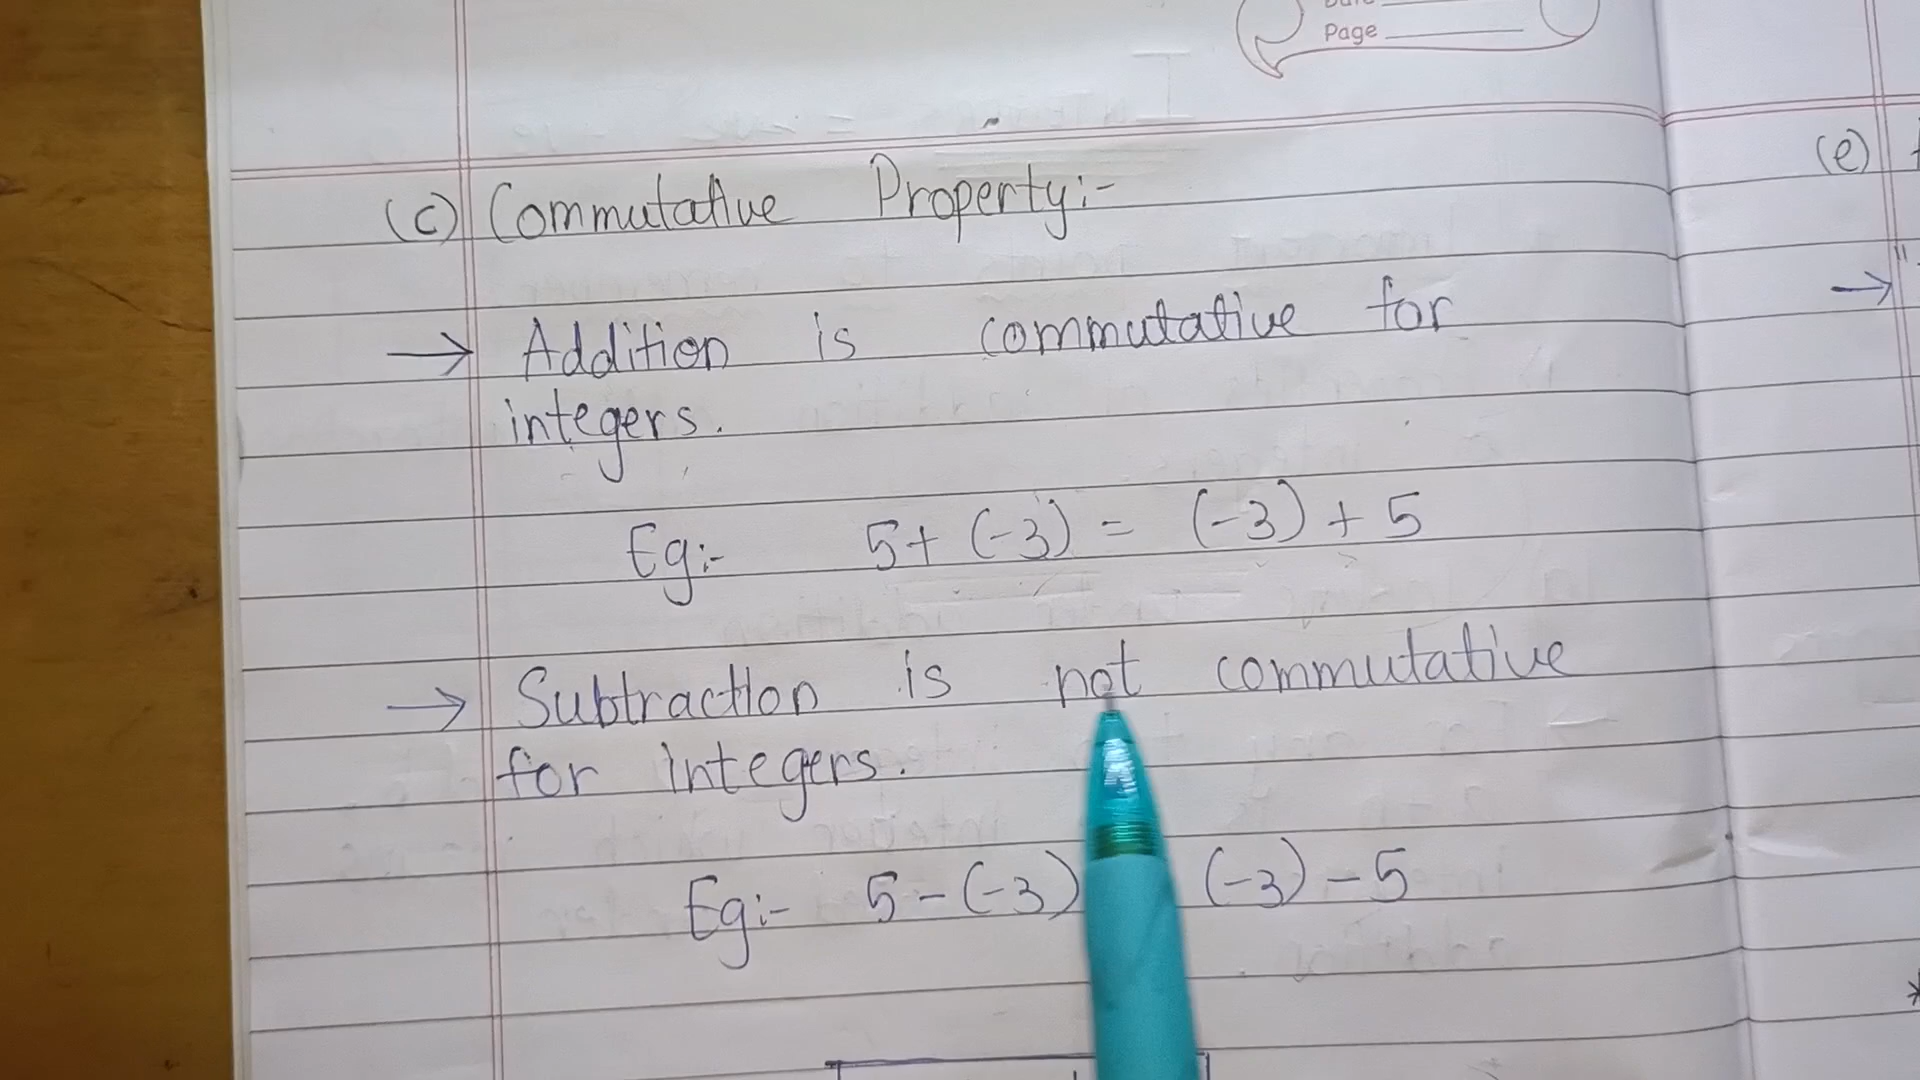 Page
(c) Commutative Property:-
→ Addition is commutative for
integers.
Eg:- 5+ (-3) = (-3) + 5
→ Subtraction is not commutative
for integers.
Eg:- 5-(-3) (-3) - 5
(e)
→ "